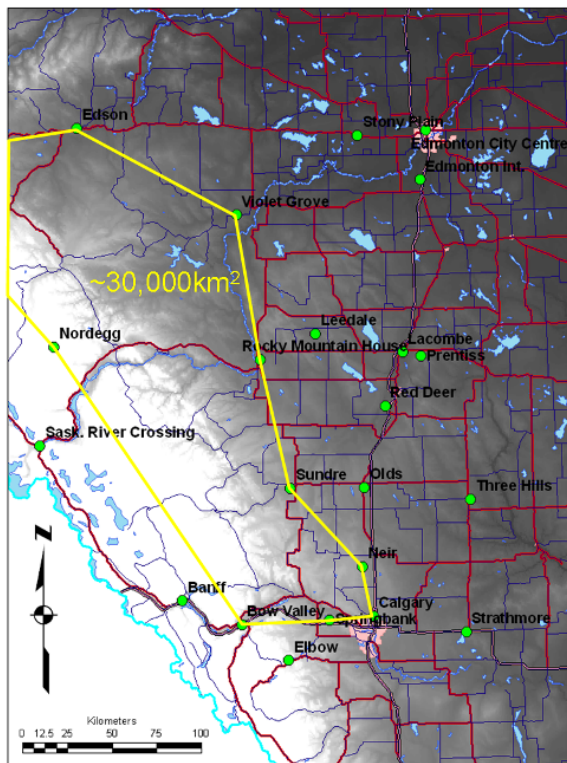 Edson
Stony Plain
Edmonton City Centre
Edmonton Int.
Violet Grove
~30,000km²
Leedale
Nordegg
Rocky Mountain House
Lacombe
Prentiss
Red Deer
Sask. River Crossing
Sundre
Olds
Three Hills
Neir
Z
Banff
Bow Valley
Springbank
Calgary
Strathmore
Elbow
Kilometers
0 12.5 25 50 75 100